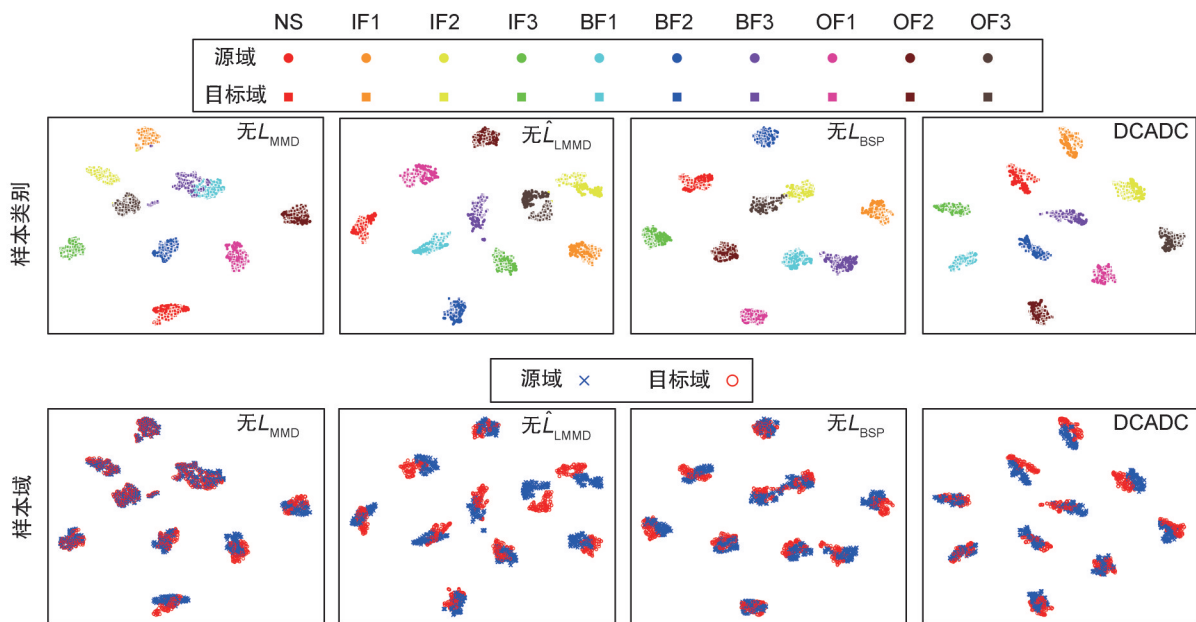 NS IF1 IF2 IF3 BF1 BF2 BF3 OF1 OF2 OF3
源域
目标域
样本类别
无L_MMD
无L̂_LMMD
无L_BSP
DCADC
源域 × 目标域 ○
样本域
无L_MMD
无L̂_LMMD
无L_BSP
DCADC